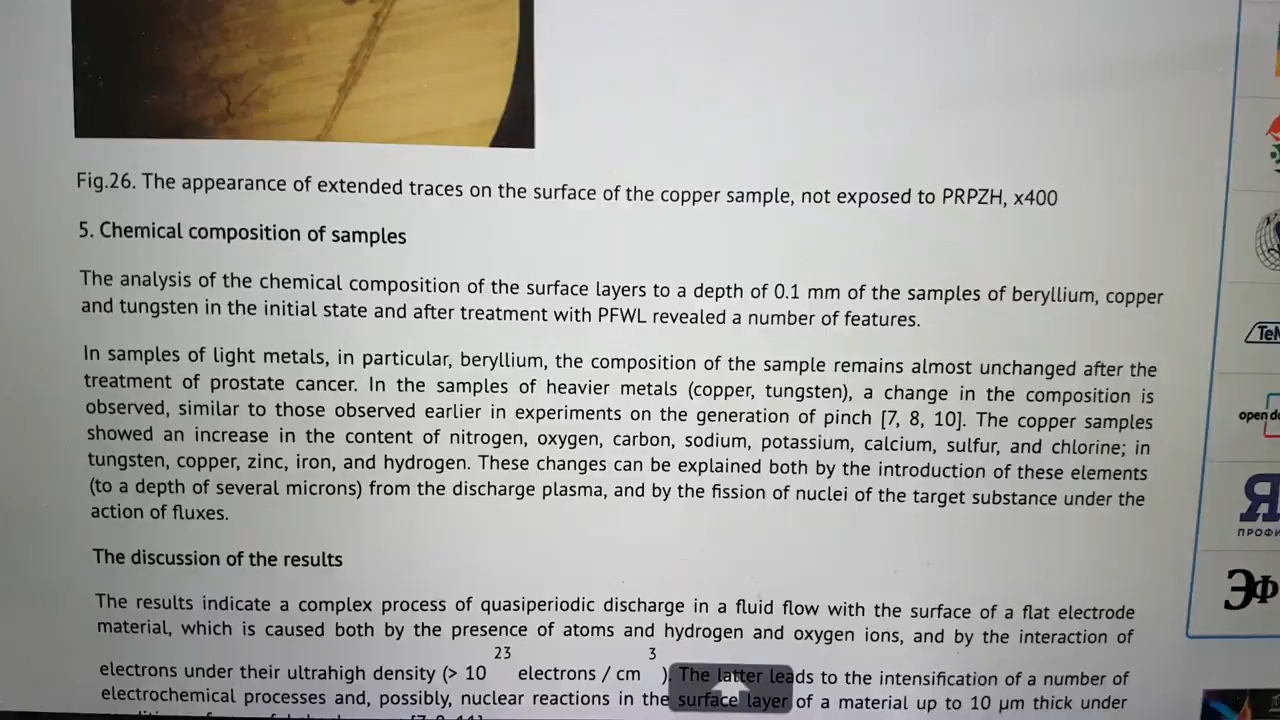 Fig.26. The appearance of extended traces on the surface of the copper sample, not exposed to PRPZH, x400
5. Chemical composition of samples
The analysis of the chemical composition of the surface layers to a depth of 0.1 mm of the samples of beryllium, copper
and tungsten in the initial state and after treatment with PFWL revealed a number of features.
In samples of light metals, in particular, beryllium, the composition of the sample remains almost unchanged after the
treatment of prostate cancer. In the samples of heavier metals (copper, tungsten), a change in the composition is
observed, similar to those observed earlier in experiments on the generation of pinch [7, 8, 10]. The copper samples
showed an increase in the content of nitrogen, oxygen, carbon, sodium, potassium, calcium, sulfur, and chlorine; in
tungsten, copper, zinc, iron, and hydrogen. These changes can be explained both by the introduction of these elements
(to a depth of several microns) from the discharge plasma, and by the fission of nuclei of the target substance under the
action of fluxes.
The discussion of the results
The results indicate a complex process of quasiperiodic discharge in a fluid flow with the surface of a flat electrode
material, which is caused both by the presence of atoms and hydrogen and oxygen ions, and by the interaction of
electrons under their ultrahigh density (> 10 23 electrons / cm 3 ). The latter leads to the intensification of a number of
electrochemical processes and, possibly, nuclear reactions in the surface layer of a material up to 10 µm thick under
open
Я
ПРОФИ
ЭФ